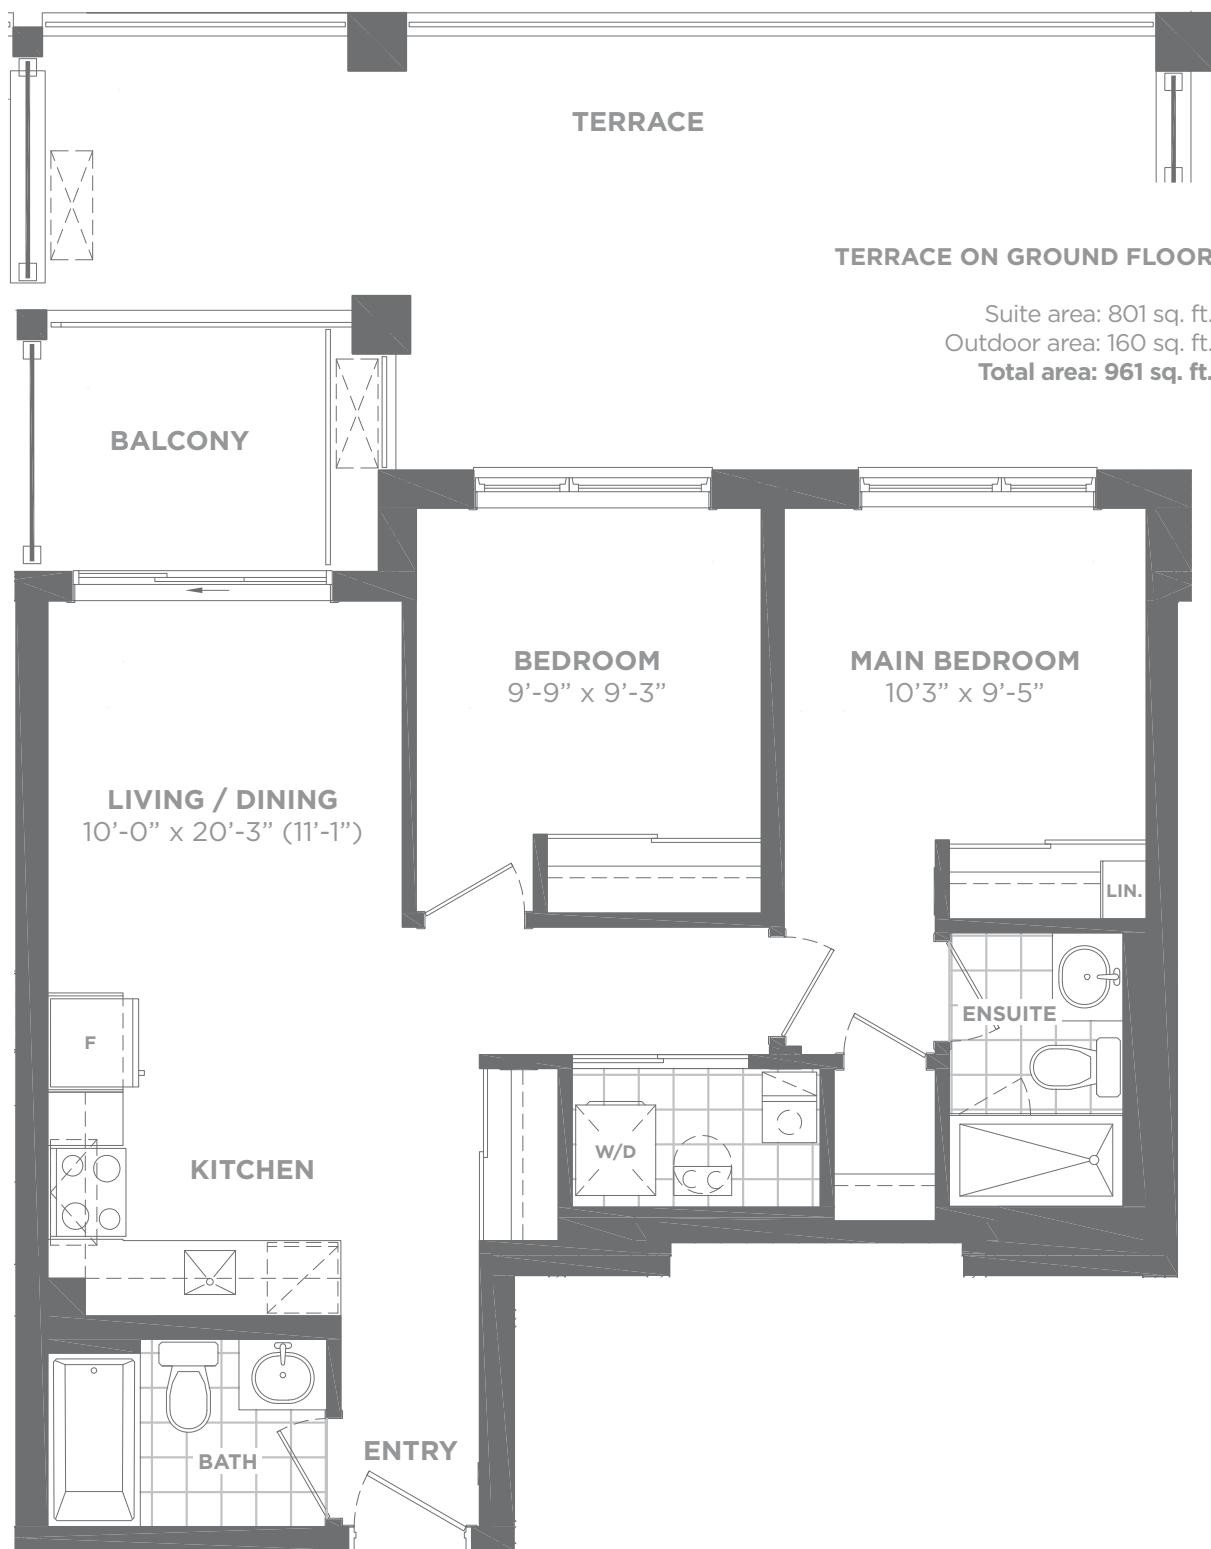 TERRACE
TERRACE ON GROUND FLOOR
Suite area: 801 sq. ft.
Outdoor area: 160 sq. ft.
Total area: 961 sq. ft.
BALCONY
BEDROOM
9’-9” x 9’-3”
MAIN BEDROOM
10’3” x 9’-5”
LIVING / DINING
10’-0” x 20’-3” (11’-1”)
LIN.
ENSUITE
F
W/D
KITCHEN
ENTRY
BATH